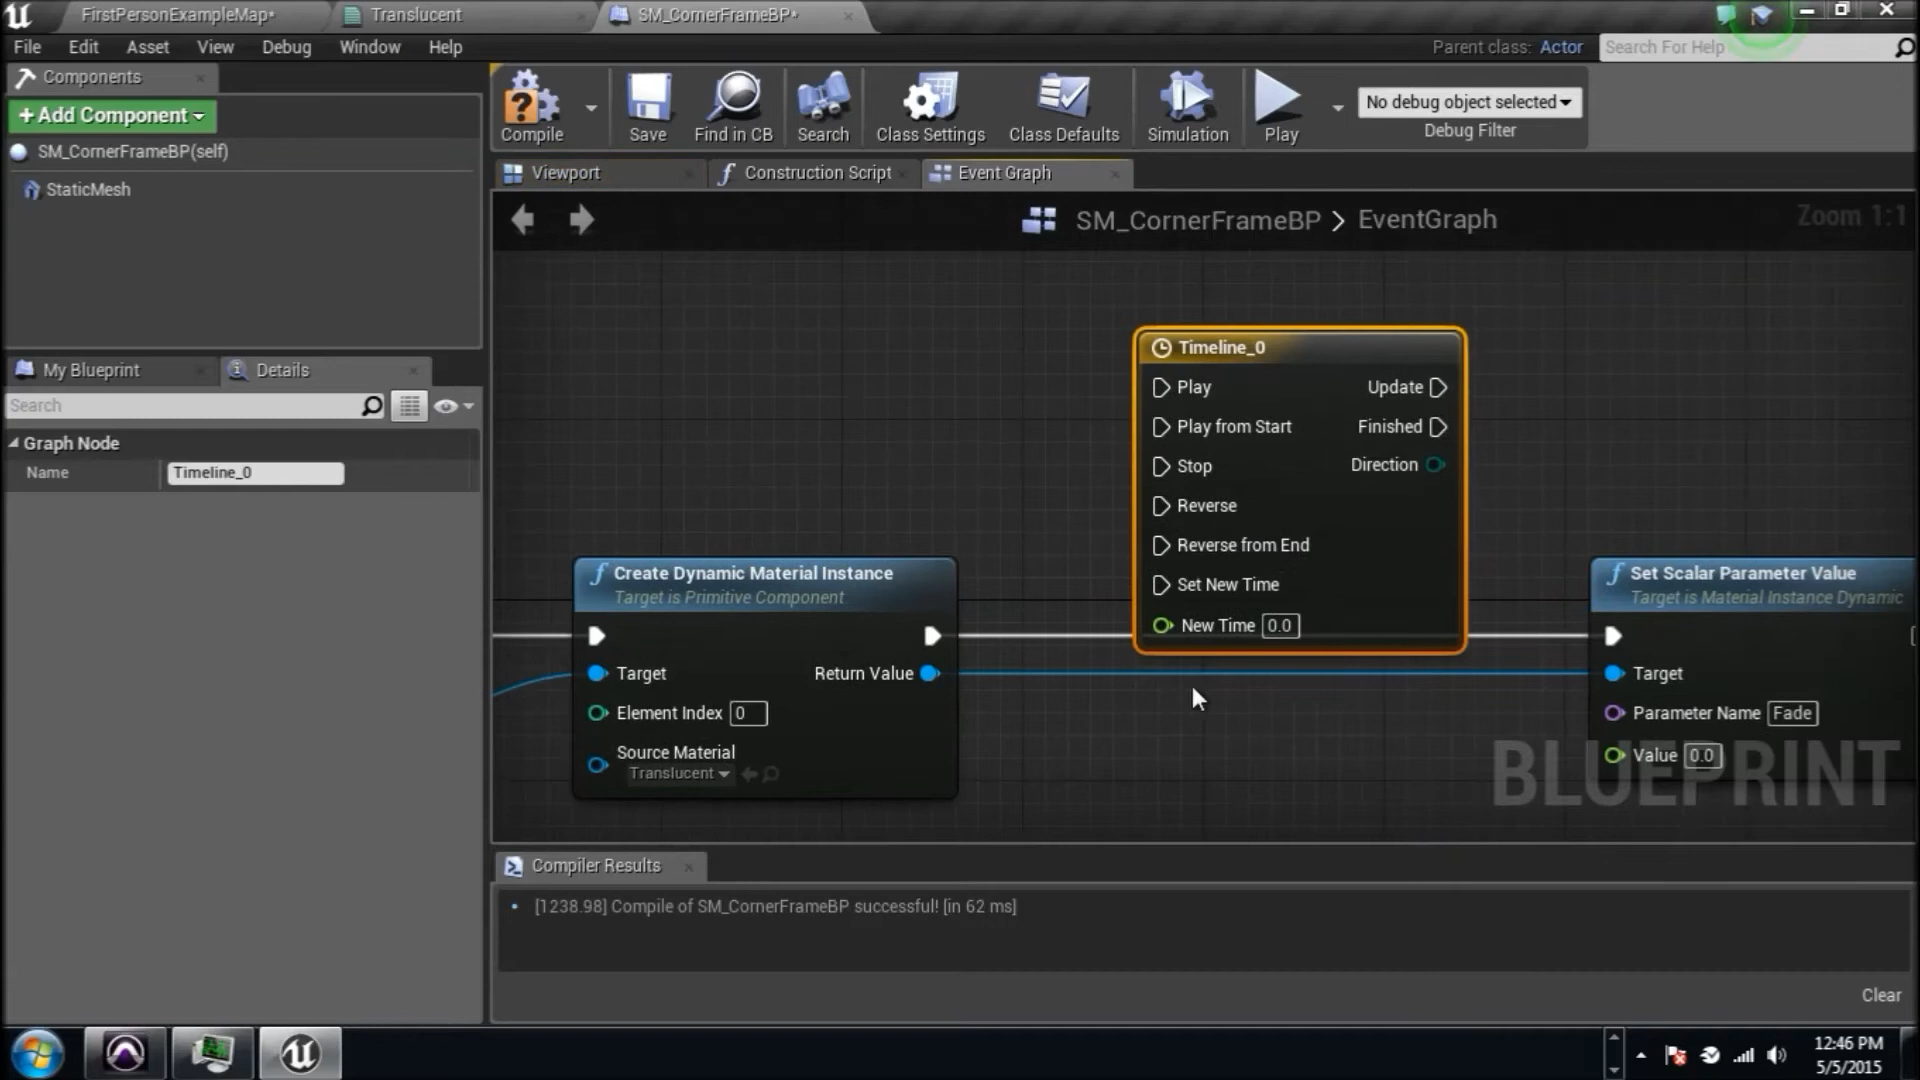 FirstPersonExampleMap*
Translucent
SM_CornerFrameBP*
File Edit Asset View Debug Window Help
Parent class: Actor
Search For Help
Components
+Add Component
SM_CornerFrameBP(self)
StaticMesh
Compile
Save
Find in CB
Search
Class Settings
Class Defaults
Simulation
Play
No debug object selected
Debug Filter
Viewport
Construction Script
Event Graph
SM_CornerFrameBP > EventGraph
Zoom 1:1
My Blueprint
Details
Search
Graph Node
Name Timeline_0
Timeline_0
Play Update
Play from Start Finished
Stop Direction
Reverse
Reverse from End
Set New Time
New Time 0.0
Create Dynamic Material Instance
Target is Primitive Component
Target Return Value
Element Index 0
Source Material
Translucent
Set Scalar Parameter Value
Target is Material Instance Dynamic
Target
Parameter Name Fade
Value 0.0
BLUEPRINT
Compiler Results
[1238.98] Compile of SM_CornerFrameBP successful! [in 62 ms]
Clear
12:46 PM
5/5/2015